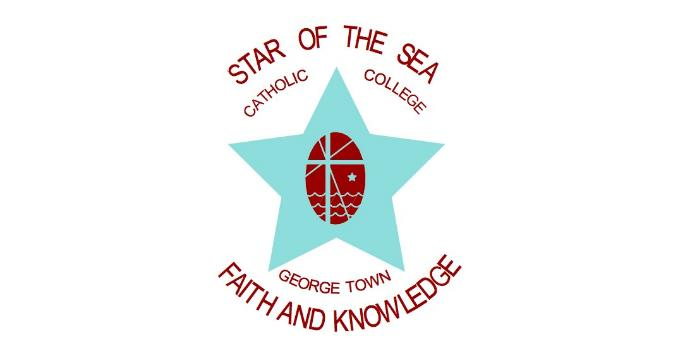 STAR OF THE SEA
CATHOLIC COLLEGE
GEORGE TOWN
FAITH AND KNOWLEDGE